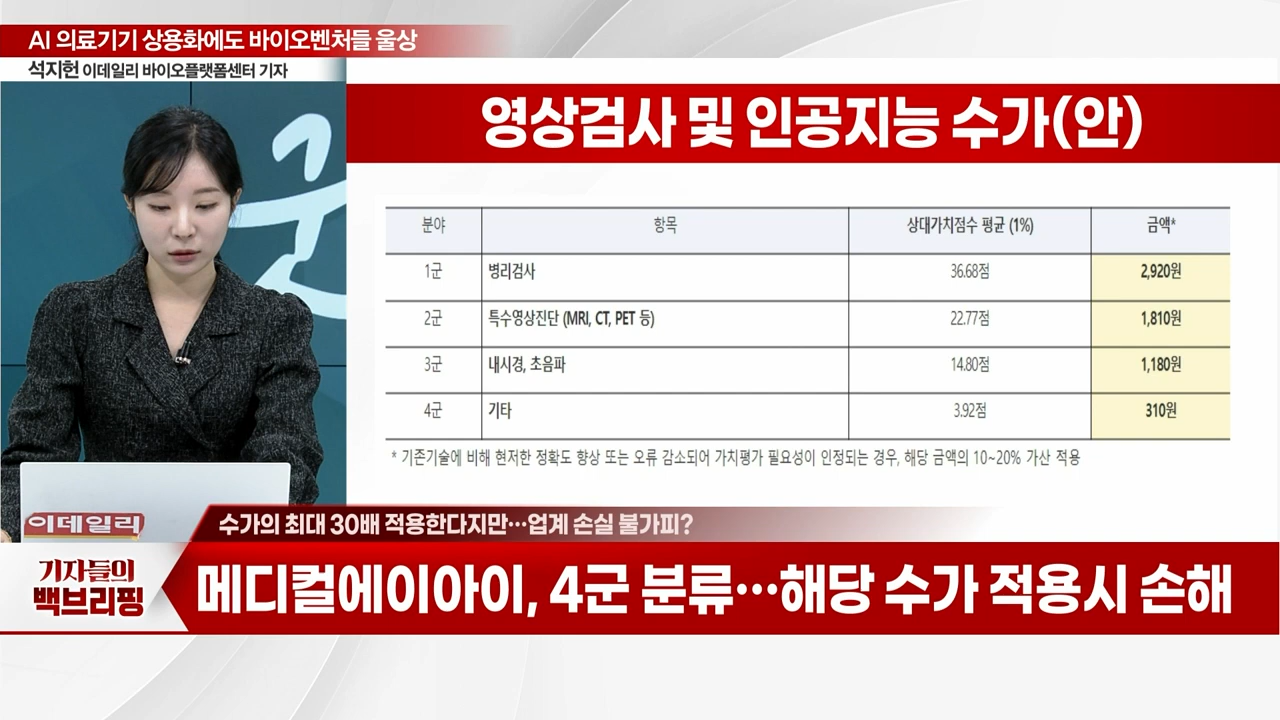 AI 의료기기 상용화에도 바이오벤처들 울상
석지헌 이데일리 바이오플랫폼센터 기자
영상검사 및 인공지능 수가(안)
분야 항목 상대가치점수 평균 (1%) 금액*
1군 병리검사 36.68점 2,920원
2군 특수영상진단 (MRI, CT, PET 등) 22.77점 1,810원
3군 내시경, 초음파 14.80점 1,180원
4군 기타 3.92점 310원
* 기존기술에 비해 현저한 정확도 향상 또는 오류 감소되어 가치평가 필요성이 인정되는 경우, 해당 금액의 10~20% 가산 적용
이데일리
수가의 최대 30배 적용한다지만…업계 손실 불가피?
기자들의
백브리핑
메디컬에이아이, 4군 분류…해당 수가 적용시 손해